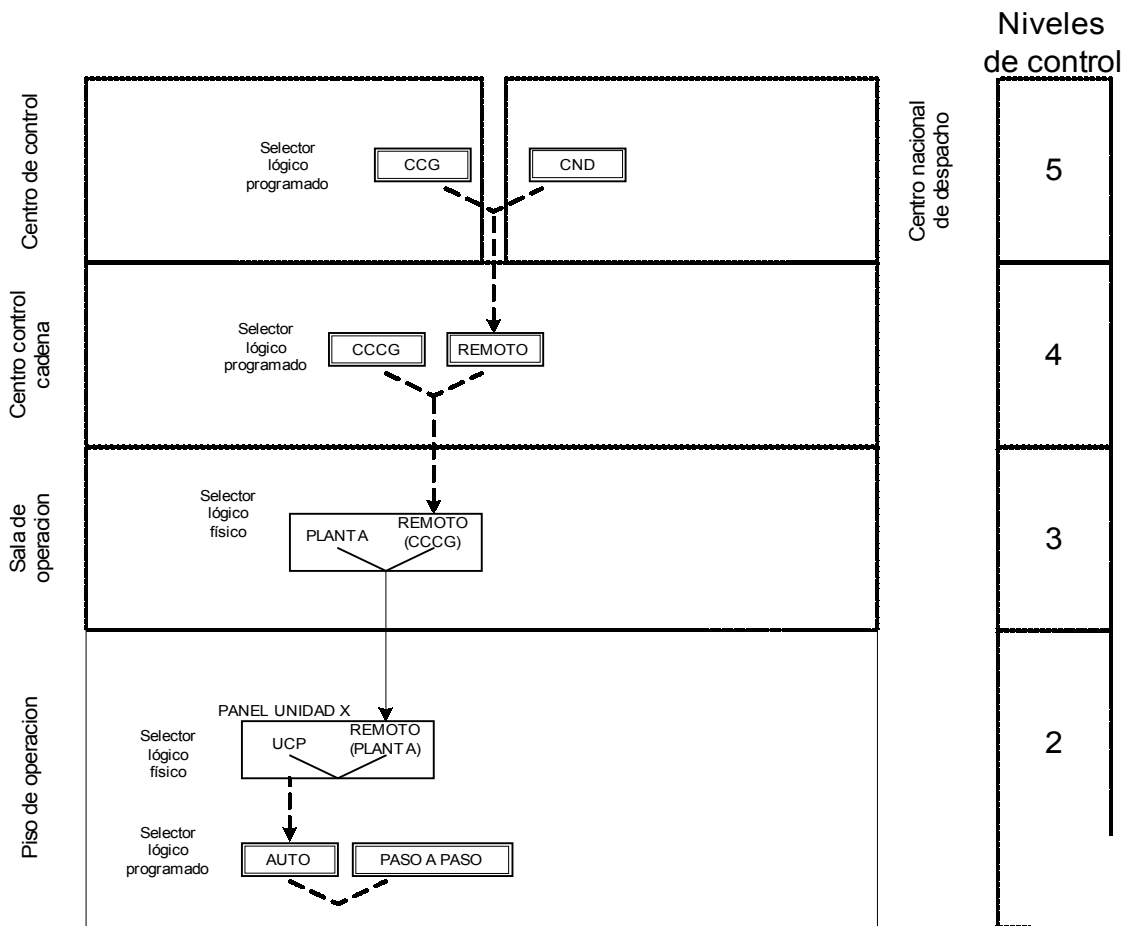 Niveles
de control
Centro de control
Selector
lógico
programado
CCG
CND
Centro nacional
de despacho
5
Centro control
cadena
Selector
lógico
programado
CCCG
REMOTO
4
Sala de
operacion
Selector
lógico
físico
PLANTA
REMOTO
(CCCG)
3
Piso de operacion
PANEL UNIDAD X
Selector
lógico
físico
UCP
REMOTO
(PLANTA)
2
Selector
lógico
programado
AUTO
PASO A PASO